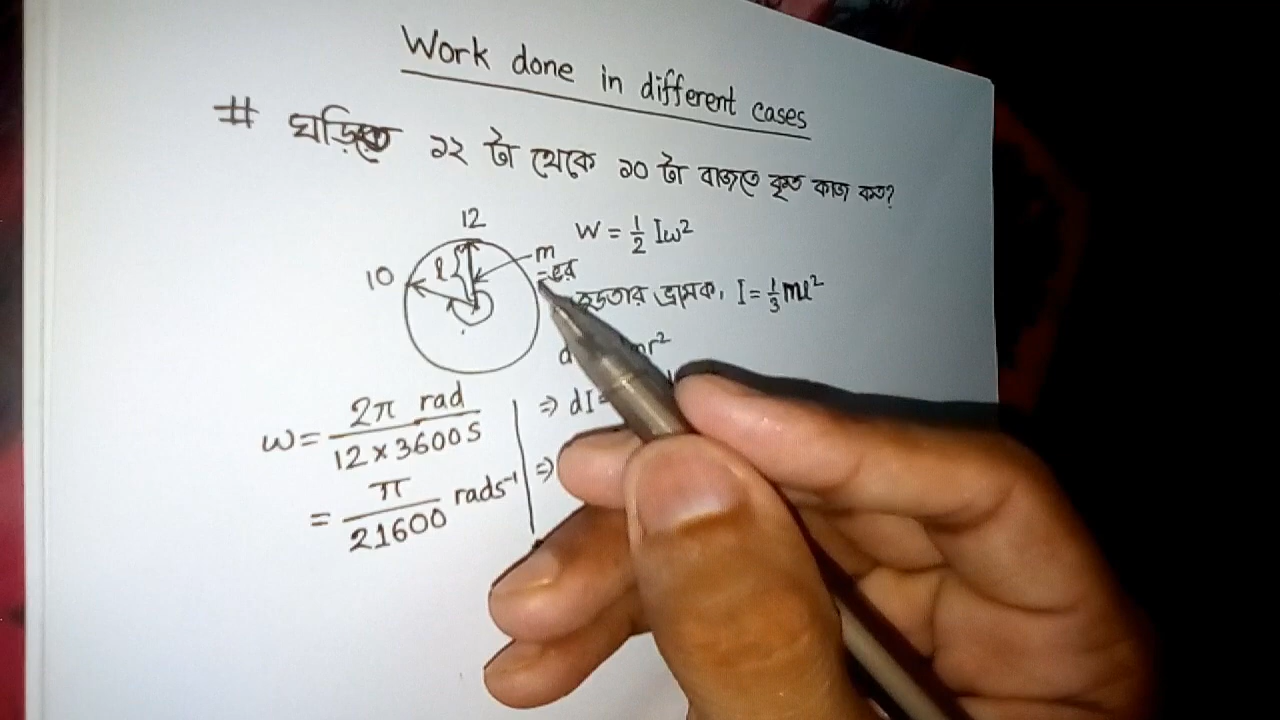 Work done in different cases
# ঘড়িতে ১২ টা থেকে ১০ টা বাজতে কৃত কাজ কত?
12
10
l
m
W = ½ Iω²
জড়তার ভ্রামক, I = ⅓ ml²
r²
ω = 2π rad / 12 × 3600 s
⇒ dI =
= π / 21600 rads⁻¹
⇒